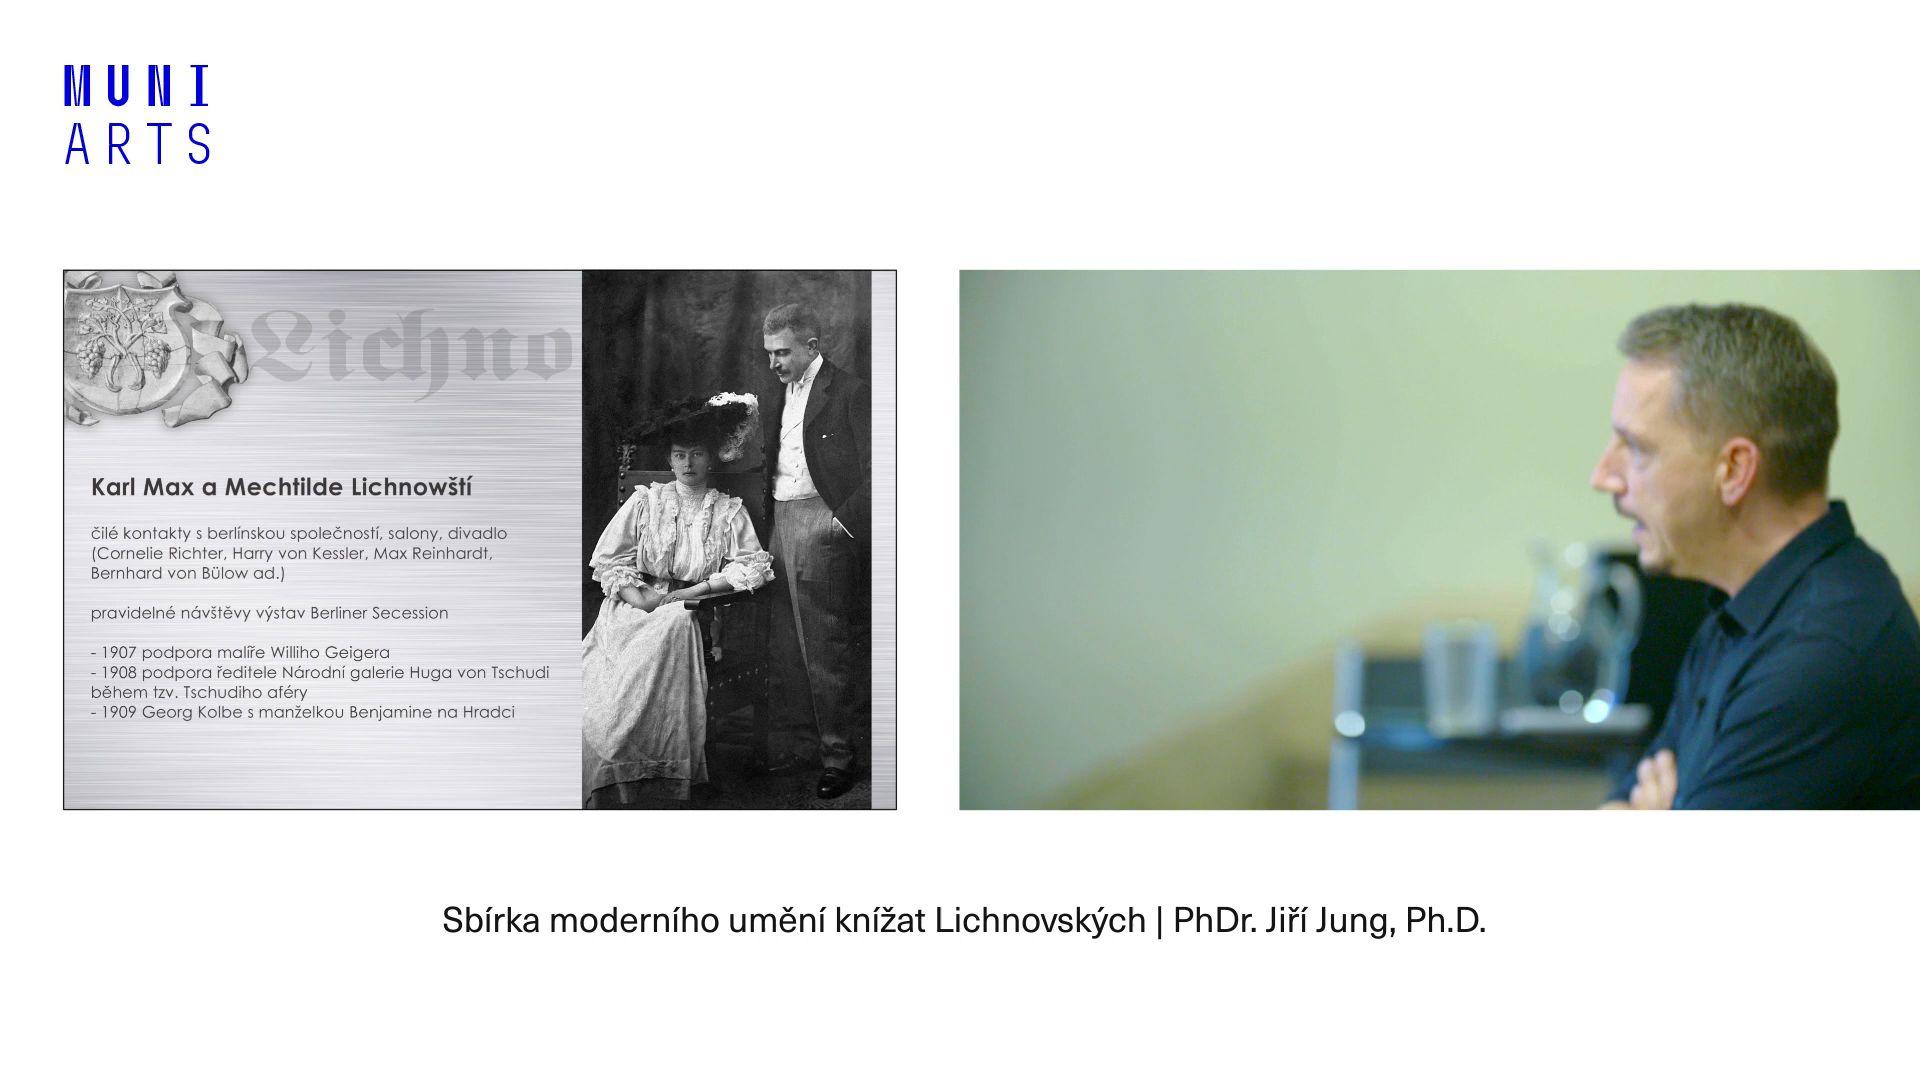 MUNI
ARTS
Lichno
Karl Max a Mechtilde Lichnowští
čilé kontakty s berlínskou společností, salony, divadlo
(Cornelie Richter, Harry von Kessler, Max Reinhardt,
Bernhard von Bülow ad.)
pravidelné návštěvy výstav Berliner Secession
- 1907 podpora malíře Williho Geigera
- 1908 podpora ředitele Národní galerie Huga von Tschudi
během tzv. Tschudiho aféry
- 1909 Georg Kolbe s manželkou Benjamine na Hradci
Sbírka moderního umění knížat Lichnovských | PhDr. Jiří Jung, Ph.D.